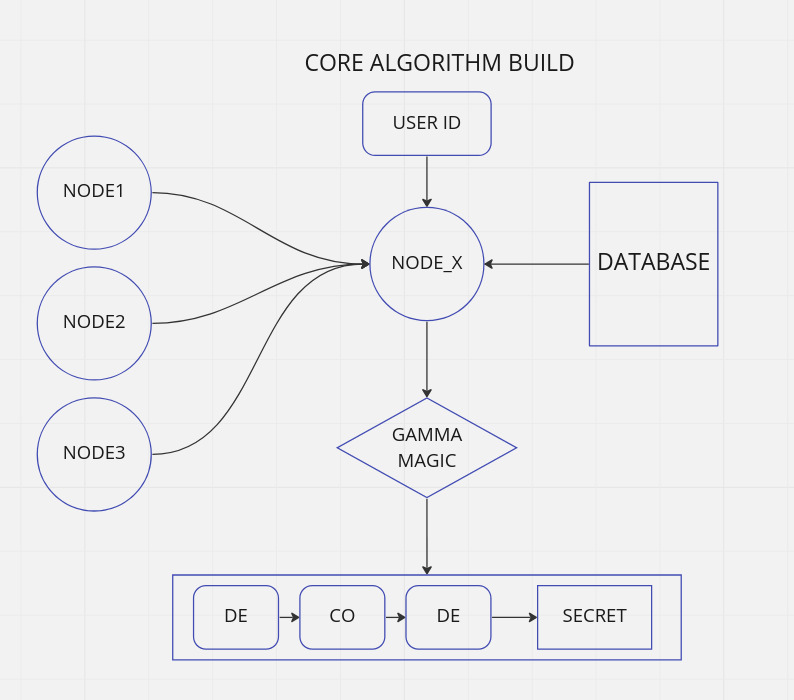 CORE ALGORITHM BUILD
USER ID
NODE1
NODE_X
DATABASE
NODE2
NODE3
GAMMA
MAGIC
DE
CO
DE
SECRET